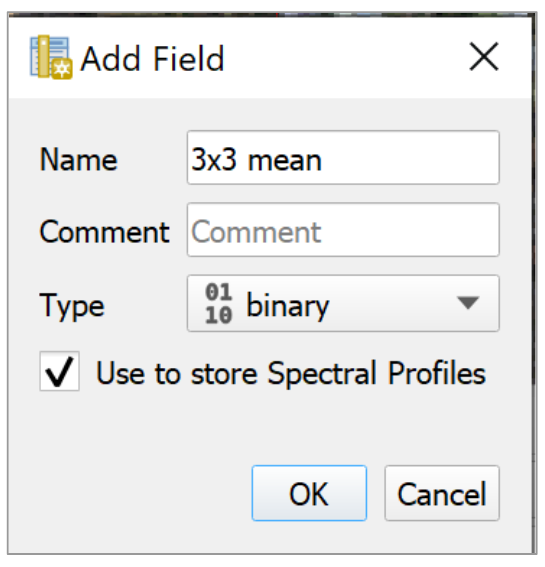 Add Field
Name 3x3 mean
Comment Comment
Type 01 10 binary
Use to store Spectral Profiles
OK Cancel